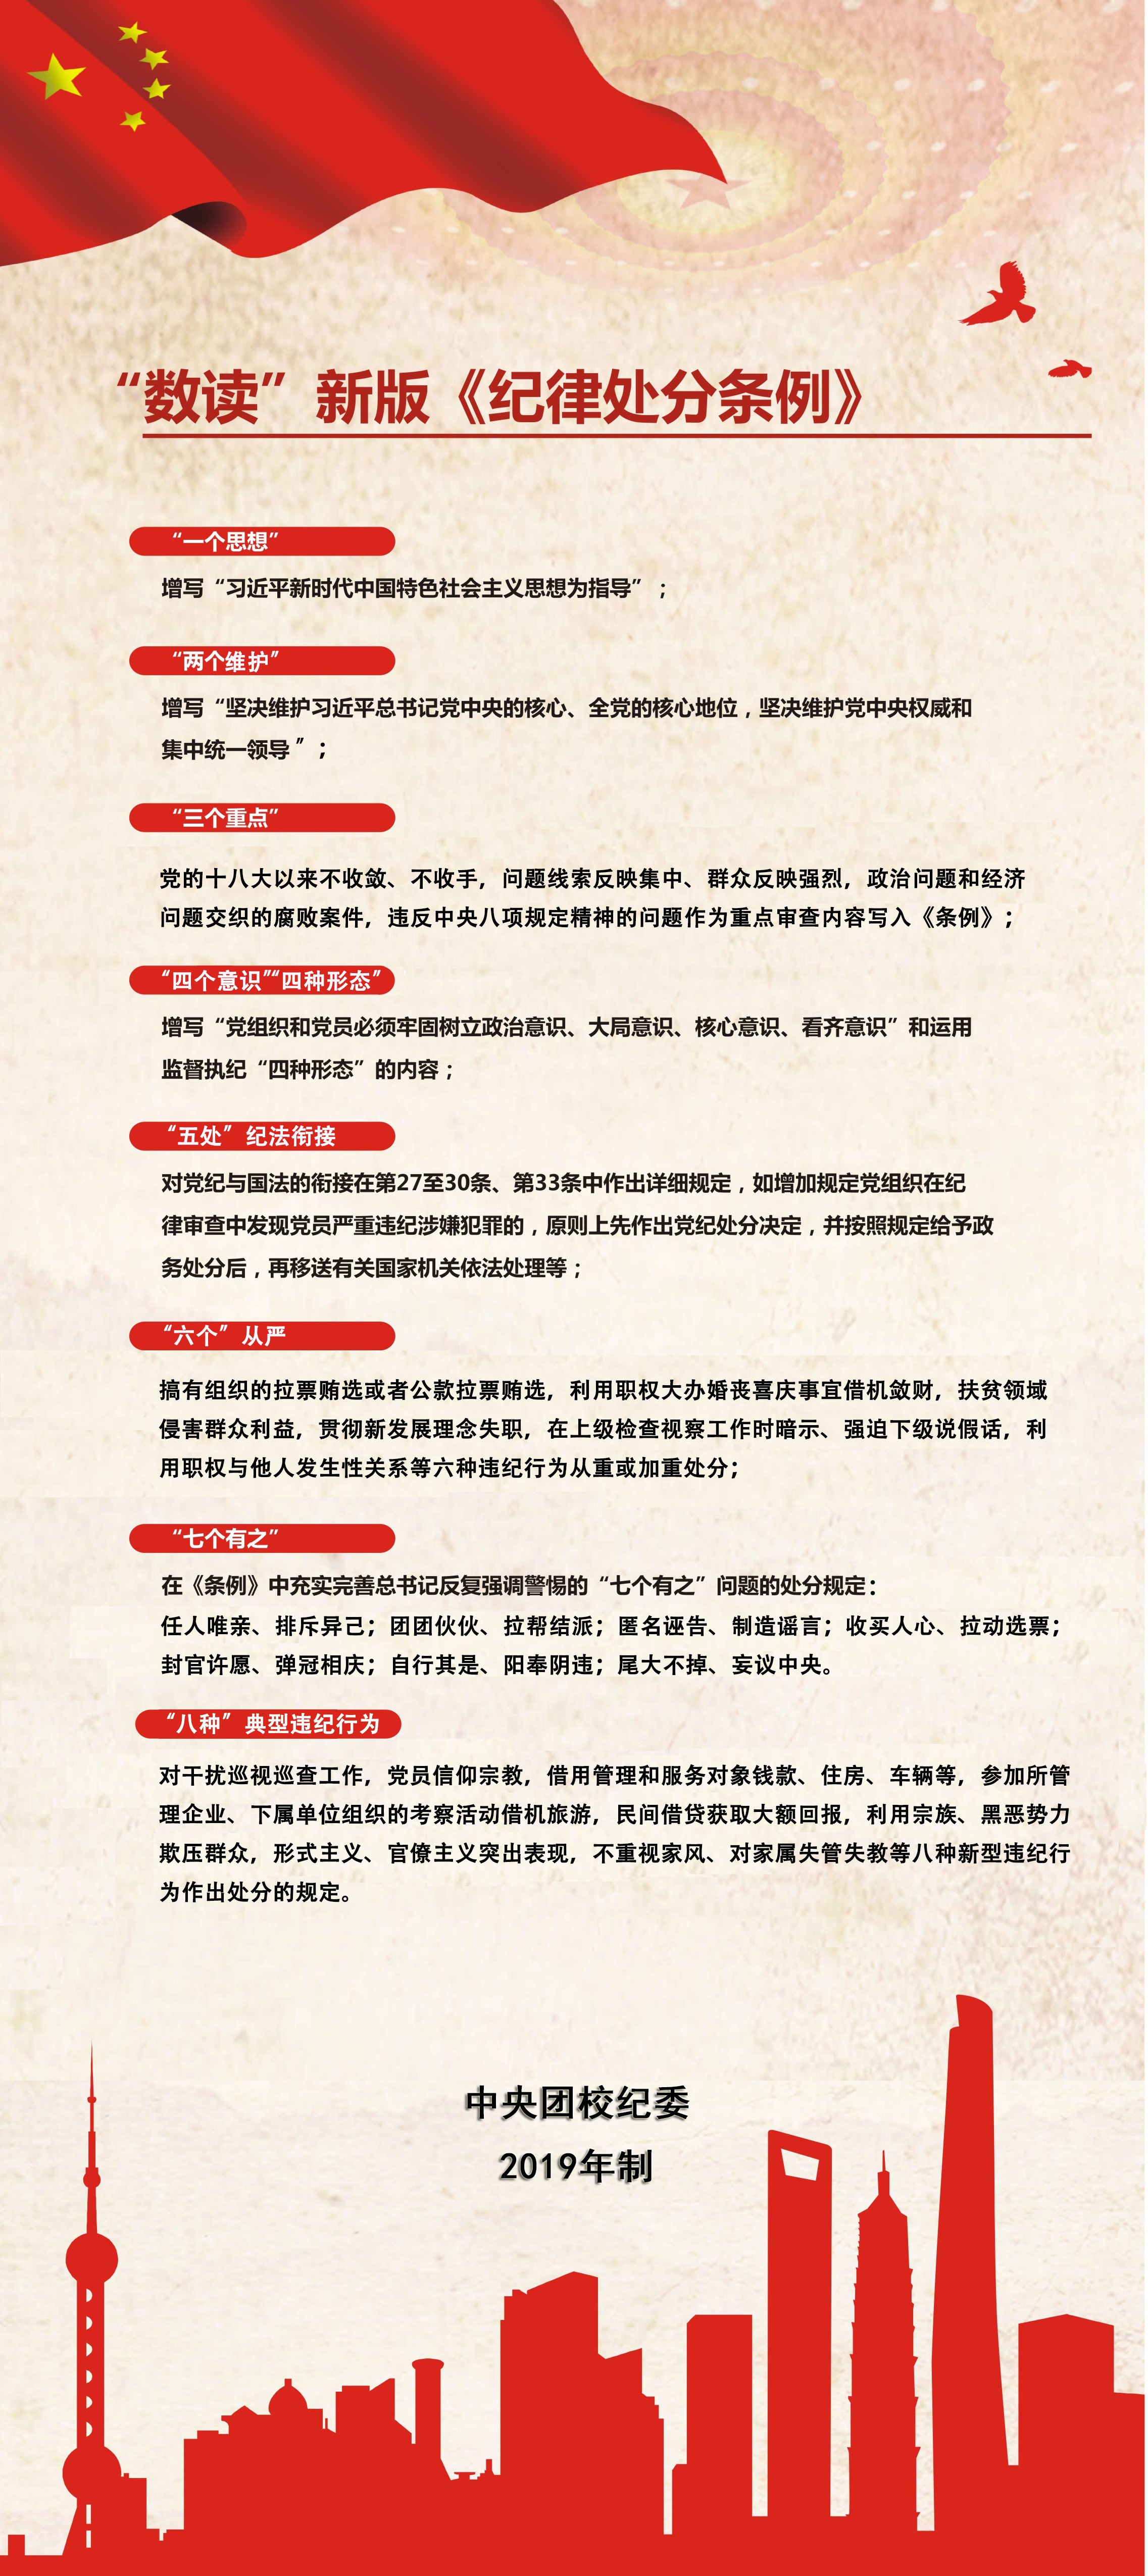 “数读”新版《纪律处分条例》
“一个思想”
增写“习近平新时代中国特色社会主义思想为指导”；
“两个维护”
增写“坚决维护习近平总书记党中央的核心、全党的核心地位，坚决维护党中央权威和
集中统一领导”；
“三个重点”
党的十八大以来不收敛、不收手，问题线索反映集中、群众反映强烈，政治问题和经济
问题交织的腐败案件，违反中央八项规定精神的问题作为重点审查内容写入《条例》；
“四个意识”“四种形态”
增写“党组织和党员必须牢固树立政治意识、大局意识、核心意识、看齐意识”和运用
监督执纪“四种形态”的内容；
“五处”纪法衔接
对党纪与国法的衔接在第27至30条、第33条中作出详细规定，如增加规定党组织在纪
律审查中发现党员严重违纪涉嫌犯罪的，原则上先作出党纪处分决定，并按照规定给予政
务处分后，再移送有关国家机关依法处理等；
“六个”从严
搞有组织的拉票贿选或者公款拉票贿选，利用职权大办婚丧喜庆事宜借机敛财，扶贫领域
侵害群众利益，贯彻新发展理念失职，在上级检查视察工作时暗示、强迫下级说假话，利
用职权与他人发生性关系等六种违纪行为从重或加重处分；
“七个有之”
在《条例》中充实完善总书记反复强调警惕的“七个有之”问题的处分规定：
任人唯亲、排斥异己；团团伙伙、拉帮结派；匿名诬告、制造谣言；收买人心、拉动选票；
封官许愿、弹冠相庆；自行其是、阳奉阴违；尾大不掉、妄议中央。
“八种”典型违纪行为
对干扰巡视巡查工作，党员信仰宗教，借用管理和服务对象钱款、住房、车辆等，参加所管
理企业、下属单位组织的考察活动借机旅游，民间借贷获取大额回报，利用宗族、黑恶势力
欺压群众，形式主义、官僚主义突出表现，不重视家风、对家属失管失教等八种新型违纪行
为作出处分的规定。
中央团校纪委
2019年制